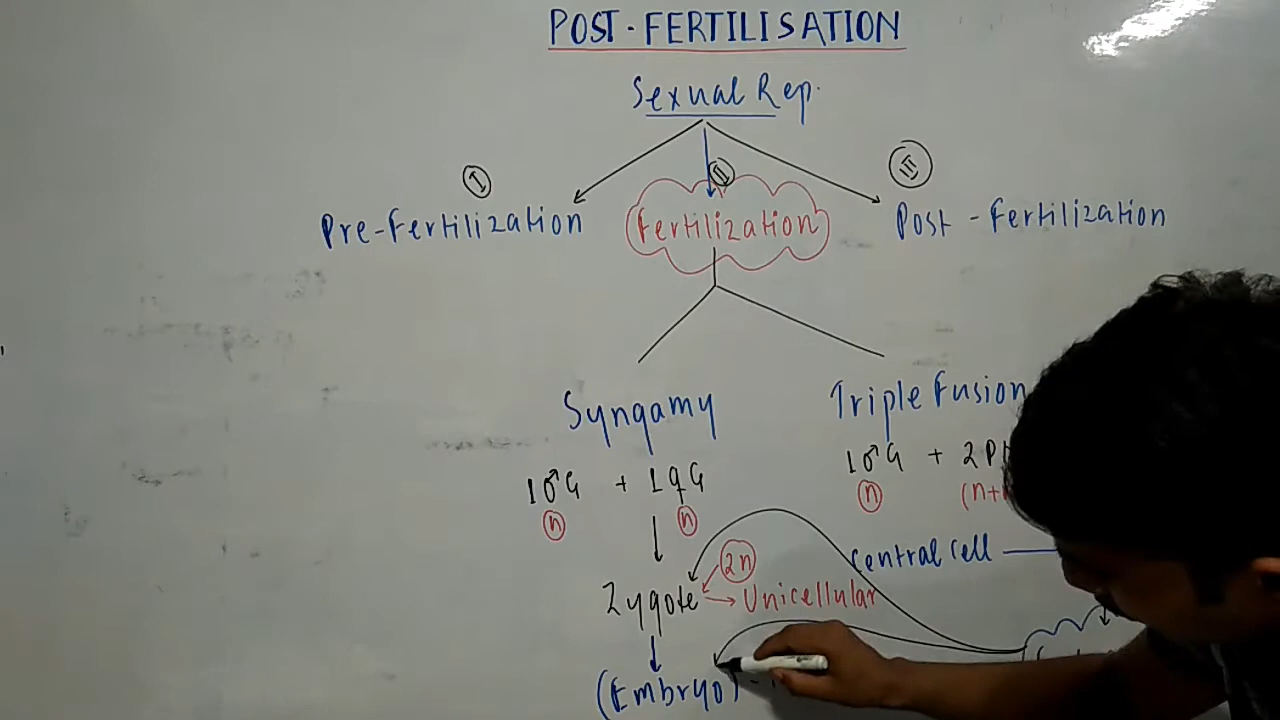 POST-FERTILISATION
Sexual Rep.
I II III
Pre-Fertilization Fertilization Post-Fertilization
Syngamy Triple Fusion
1♂G + 1♀G 1♂G + 2P
n n n (n+
Central Cell
2n
Zygote → Unicellular
(Embryo)